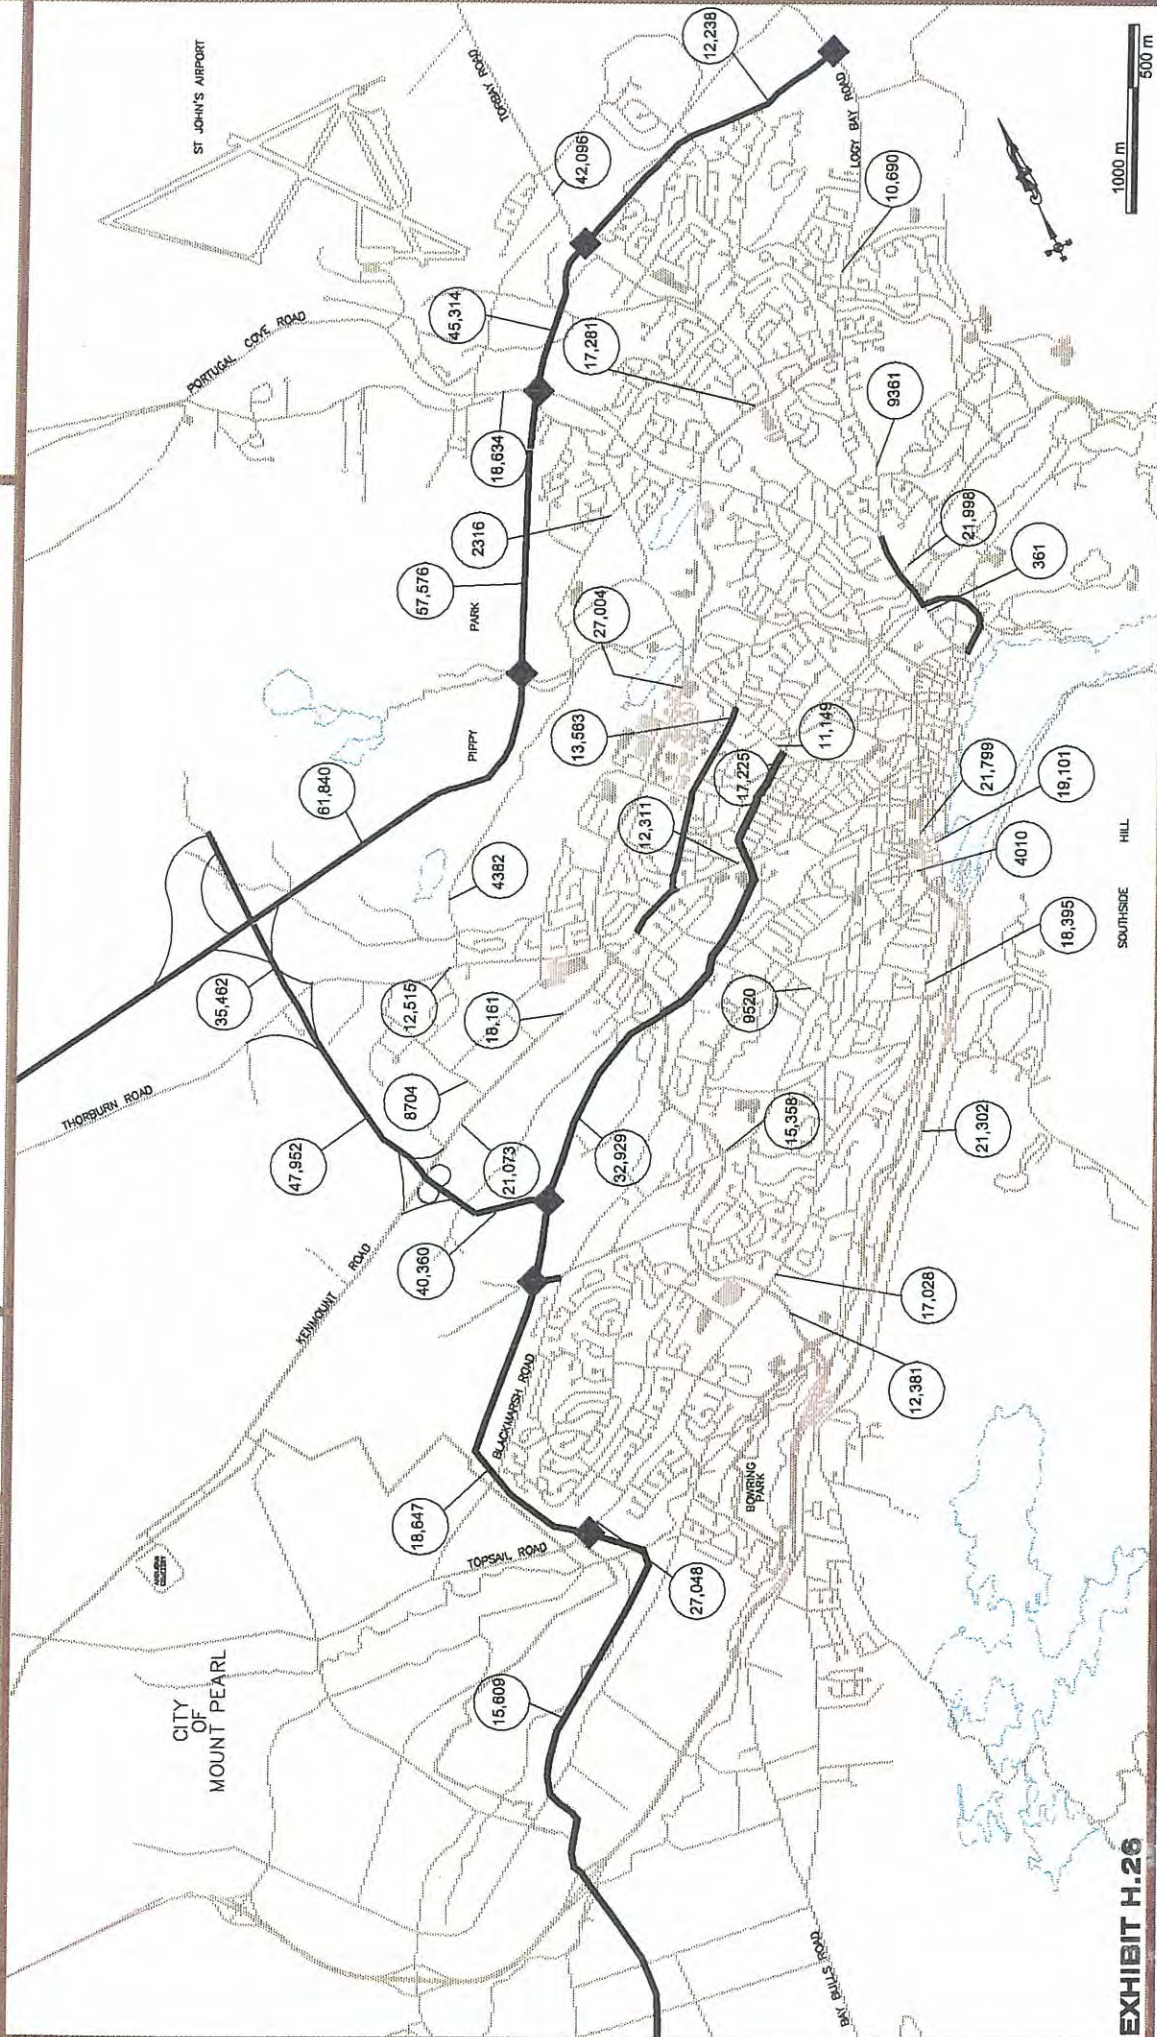 ST JOHN'S AIRPORT
TORBAY ROAD
12,238
42,096
LOGY BAY ROAD
10,690
1000 m
500 m
PORTUGAL COVE ROAD
45,314
17,281
18,634
9361
2316
21,998
361
57,576
PARK
27,004
PIPPY
13,563
11,149
17,225
61,840
12,311
21,799
19,101
4010
HILL
SOUTHSIDE
4382
18,395
35,462
12,515
18,161
9520
THORBURN ROAD
8704
15,358
21,302
47,952
21,073
32,929
40,360
KENMOUNT ROAD
17,028
12,381
BLACKMARSH ROAD
BOWRING
PARK
18,647
TOPSAIL ROAD
27,048
CITY
OF
MOUNT PEARL
15,609
BAY BULLS ROAD
EXHIBIT H.26